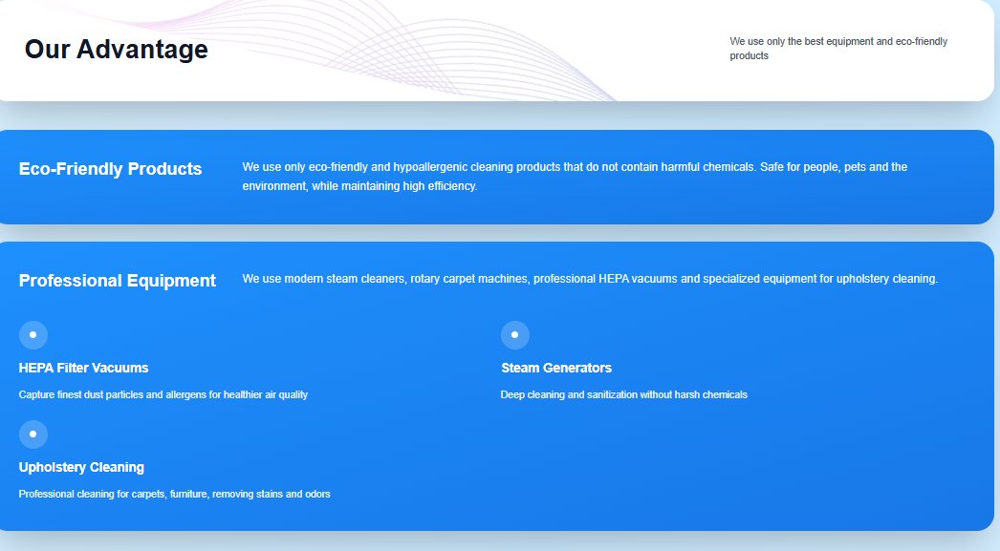 Our Advantage
We use only the best equipment and eco-friendly
products
Eco-Friendly Products
We use only eco-friendly and hypoallergenic cleaning products that do not contain harmful chemicals. Safe for people, pets and the
environment, while maintaining high efficiency.
Professional Equipment
We use modern steam cleaners, rotary carpet machines, professional HEPA vacuums and specialized equipment for upholstery cleaning.
HEPA Filter Vacuums
Capture finest dust particles and allergens for healthier air quality
Steam Generators
Deep cleaning and sanitization without harsh chemicals
Upholstery Cleaning
Professional cleaning for carpets, furniture, removing stains and odors